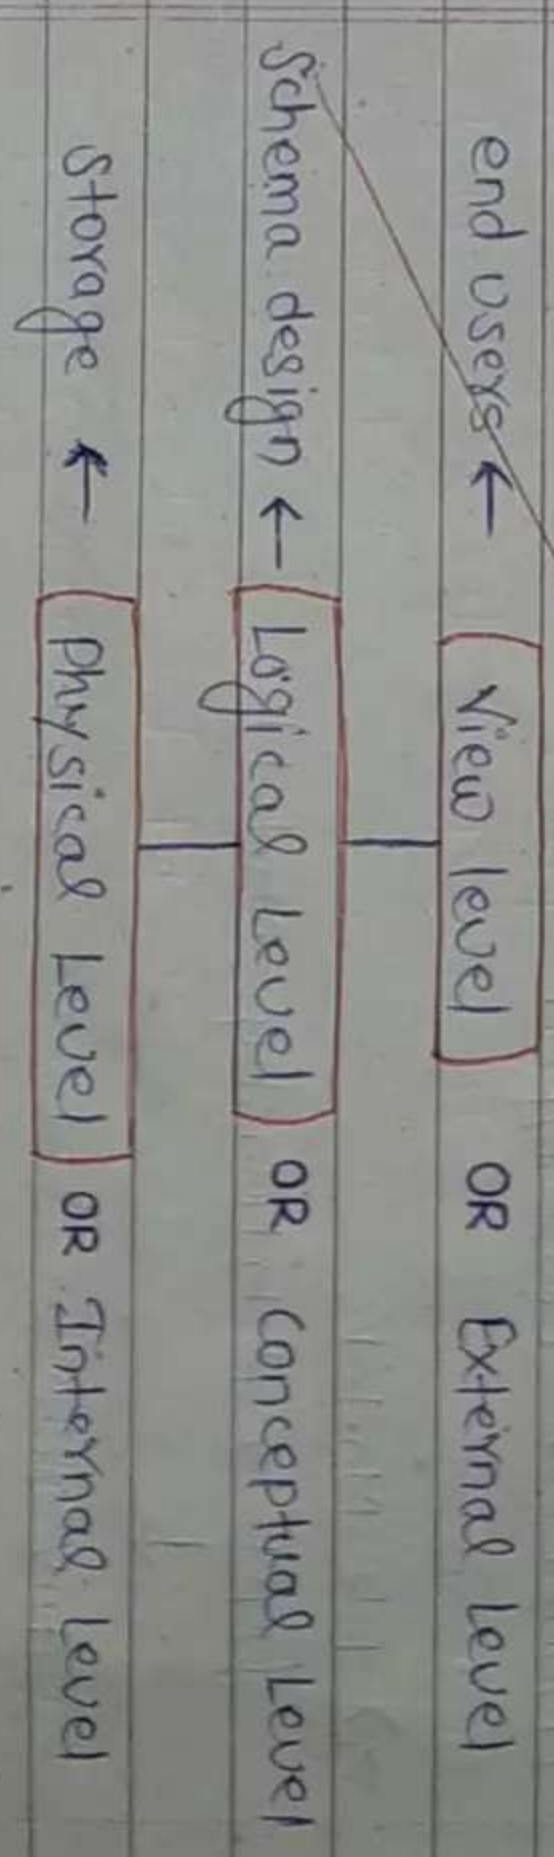 end users ← View level OR External Level
Schema design ← Logical Level OR Conceptual Level
Storage ← Physical Level OR Internal Level